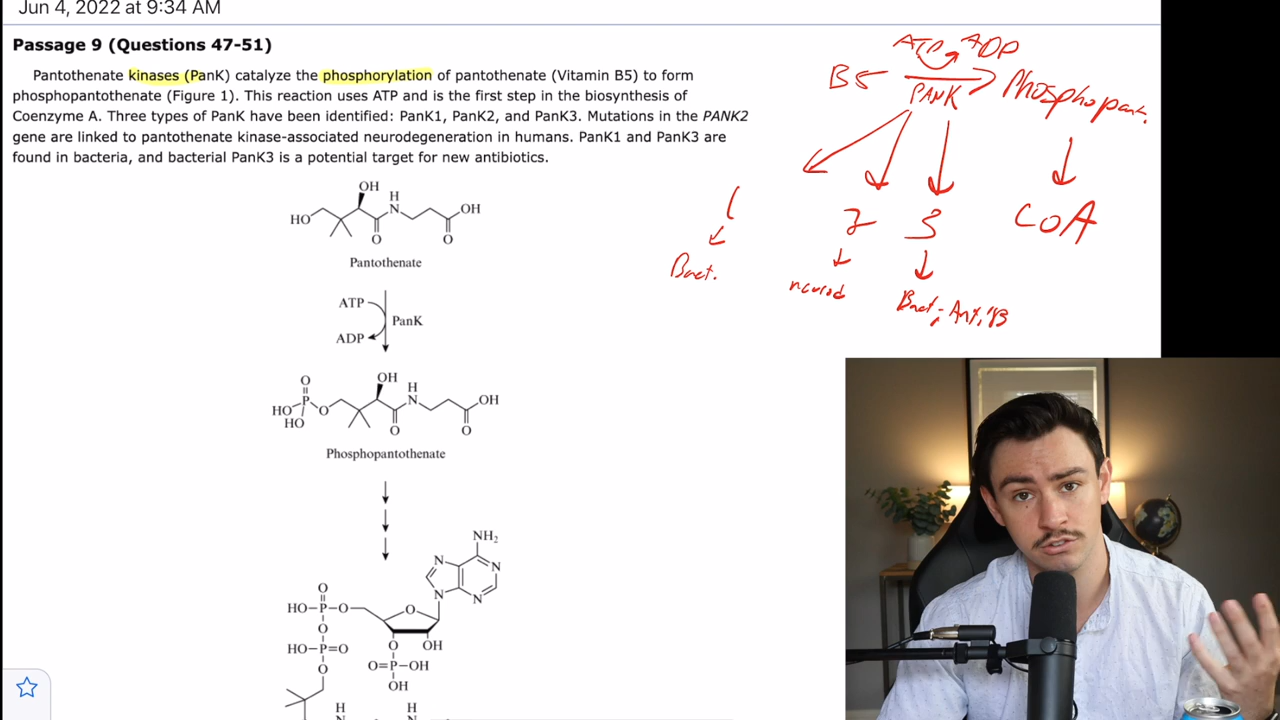 Jun 4, 2022 at 9:34 AM
Passage 9 (Questions 47-51)
Pantothenate kinases (PanK) catalyze the phosphorylation of pantothenate (Vitamin B5) to form
phosphopantothenate (Figure 1). This reaction uses ATP and is the first step in the biosynthesis of
Coenzyme A. Three types of PanK have been identified: PanK1, PanK2, and PanK3. Mutations in the PANK2
gene are linked to pantothenate kinase-associated neurodegeneration in humans. PanK1 and PanK3 are
found in bacteria, and bacterial PanK3 is a potential target for new antibiotics.
ATP ADP
B5 Phosphopant.
PANK
1 2 3 COA
Bact. neurod Bact; Antib
OH
H
HO N OH
O O
Pantothenate
ATP
PanK
ADP
O OH H
HO P O N OH
HO O O
Phosphopantothenate
NH2
N N
N N
O
HO–P–O O
O O OH
HO–P=O O=P–OH
O OH
H H
N N